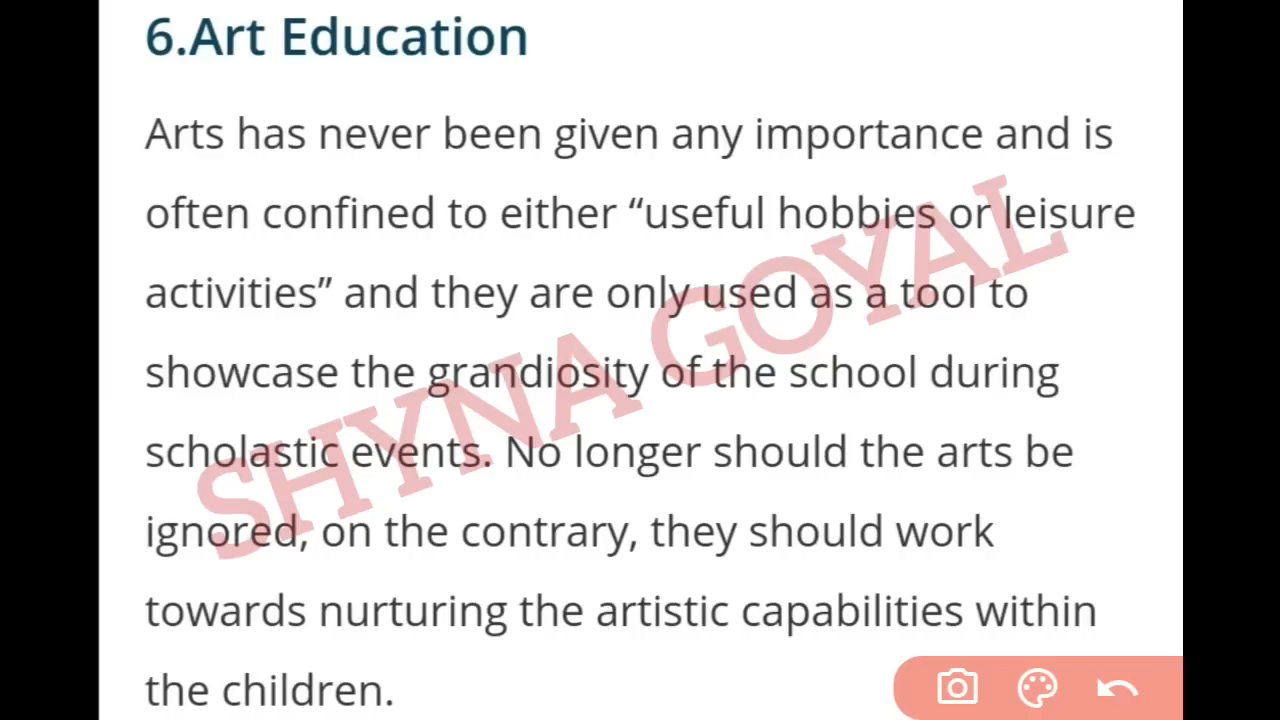 6.Art Education
Arts has never been given any importance and is
often confined to either “useful hobbies or leisure
activities” and they are only used as a tool to
showcase the grandiosity of the school during
scholastic events. No longer should the arts be
ignored, on the contrary, they should work
towards nurturing the artistic capabilities within
the children.
SHYNA GOYAL